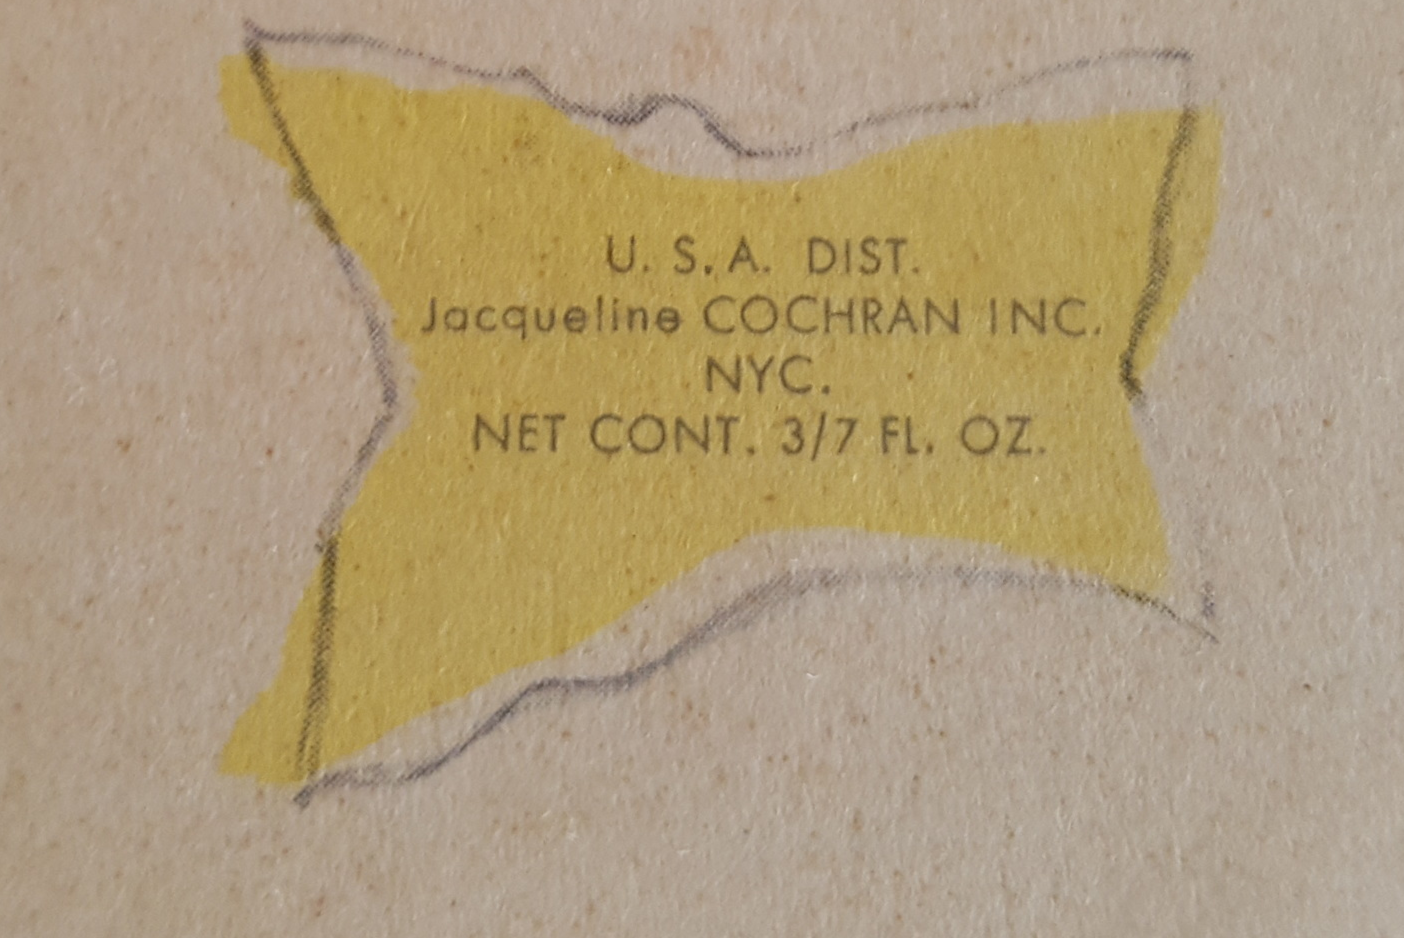 U. S. A. DIST.
Jacqueline COCHRAN INC.
NYC.
NET CONT. 3/7 FL. OZ.